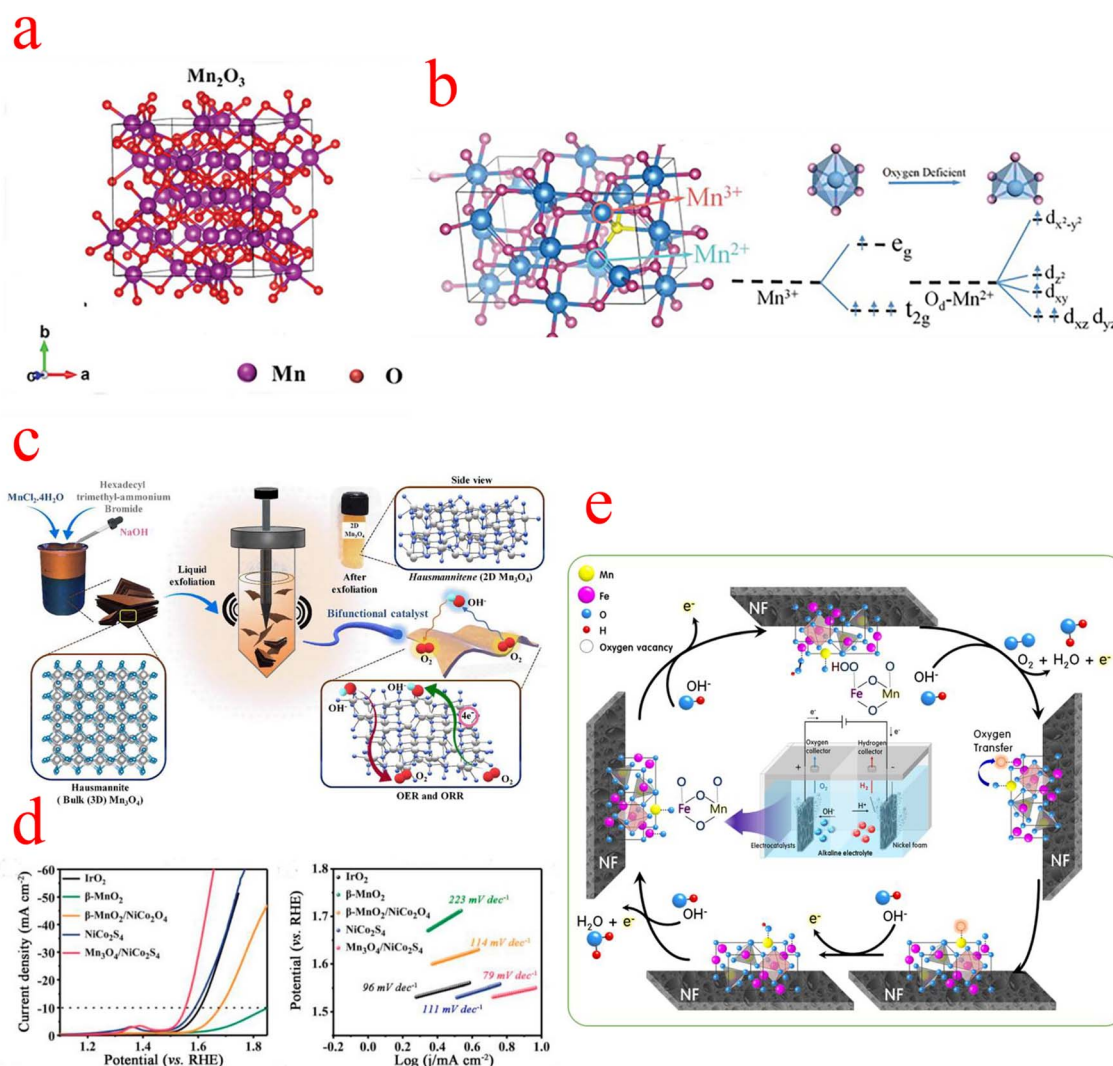 a
Mn₂O₃
b
a
c
Mn
O
b
Mn³⁺
Mn²⁺
Oxygen Deficient
e_g
t₂g
Mn³⁺
O_d-Mn²⁺
d_x²-y²
d_z²
d_xy
d_xz d_yz
c
MnCl₂.4H₂O
Hexadecyl
trimethyl-ammonium
Bromide
NaOH
Liquid
exfoliation
2D
Mn₃O₄
After
exfoliation
Side view
Hausmannitene (2D Mn₃O₄)
Bifunctional catalyst
OH⁻
O₂
O₂
Hausmannite
( Bulk (3D) Mn₃O₄)
OH⁻
OH⁻
4e⁻
O₂
O₂
OER and ORR
d
Current density (mA cm⁻²)
-60
-50
-40
-30
-20
-10
0
IrO₂
β-MnO₂
β-MnO₂/NiCo₂O₄
NiCo₂S₄
Mn₃O₄/NiCo₂S₄
1.2
1.4
1.6
1.8
Potential (vs. RHE)
Potential (vs. RHE)
1.8
1.7
1.6
1.5
IrO₂
β-MnO₂
β-MnO₂/NiCo₂O₄
NiCo₂S₄
Mn₃O₄/NiCo₂S₄
223 mV dec⁻¹
114 mV dec⁻¹
79 mV dec⁻¹
96 mV dec⁻¹
111 mV dec⁻¹
-0.2
0.0
0.2
0.4
0.6
0.8
1.0
Log (j/mA cm⁻²)
e
Mn
Fe
O
H
Oxygen vacancy
NF
e⁻
OH⁻
HOO
O
O
Fe
Mn
O
OH⁻
O₂ + H₂O + e⁻
Oxygen
Transfer
NF
NF
O
O
O
Fe
Mn
O
e⁻
e⁻
Oxygen
collector
Hydrogen
collector
+
-
O₂
H₂
OH⁻
H⁺
Electrocatalysts
Alkaline electrolyte
Nickel foam
H₂O + e⁻
OH⁻
e⁻
OH⁻
NF
NF